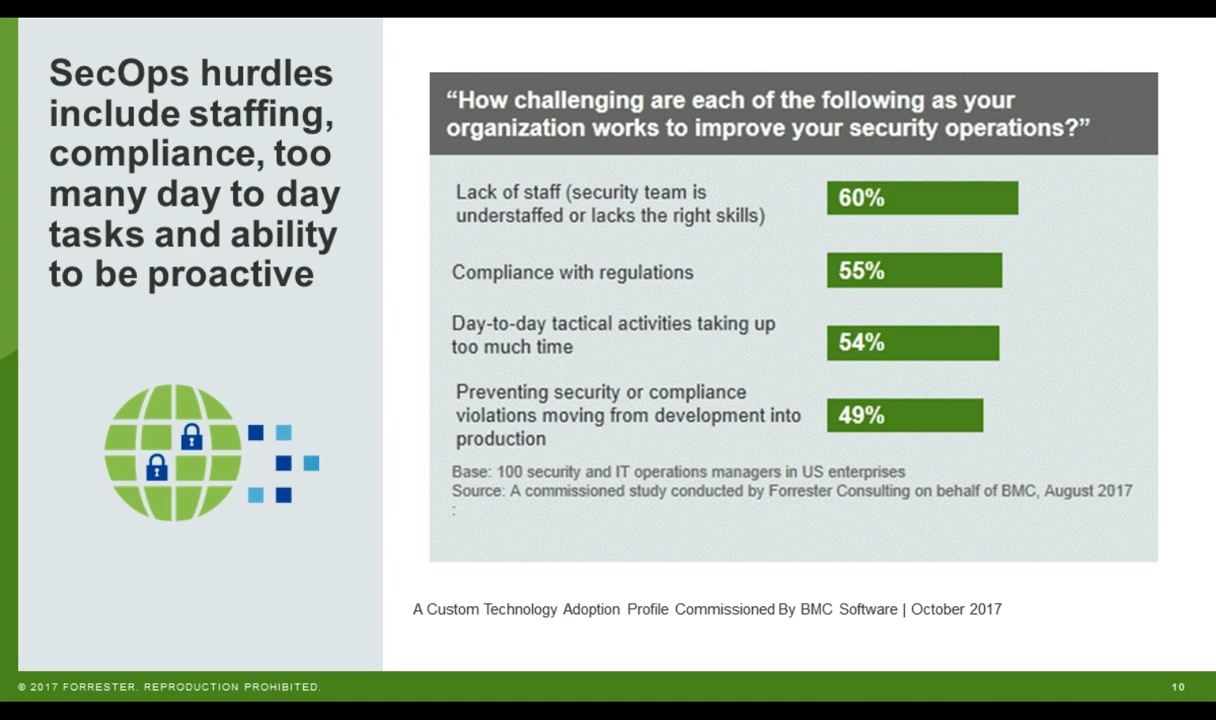 SecOps hurdles
include staffing,
compliance, too
many day to day
tasks and ability
to be proactive
“How challenging are each of the following as your
organization works to improve your security operations?”
Lack of staff (security team is
understaffed or lacks the right skills)
60%
Compliance with regulations
55%
Day-to-day tactical activities taking up
too much time
54%
Preventing security or compliance
violations moving from development into
production
49%
Base: 100 security and IT operations managers in US enterprises
Source: A commissioned study conducted by Forrester Consulting on behalf of BMC, August 2017
:
A Custom Technology Adoption Profile Commissioned By BMC Software | October 2017
© 2017 FORRESTER. REPRODUCTION PROHIBITED.
10